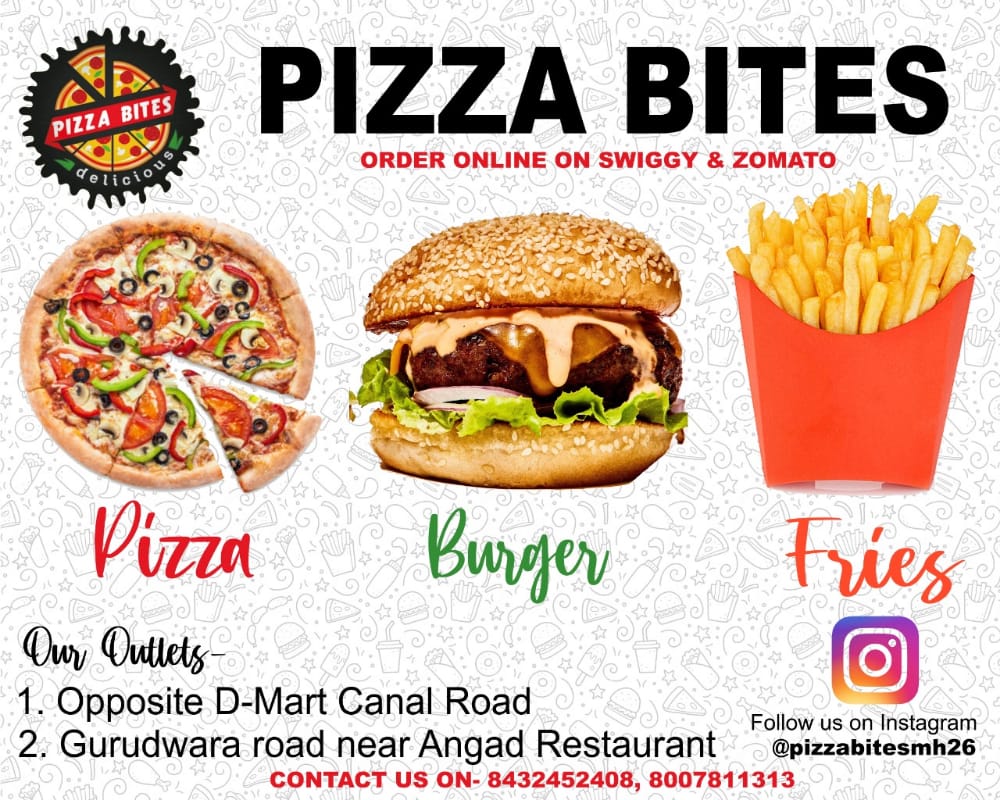 PIZZA BITES
delicious
PIZZA BITES
ORDER ONLINE ON SWIGGY & ZOMATO
Pizza
Burger
Fries
Our Outlets-
1. Opposite D-Mart Canal Road
2. Gurudwara road near Angad Restaurant
Follow us on Instagram
@pizzabitesmh26
CONTACT US ON- 8432452408, 8007811313